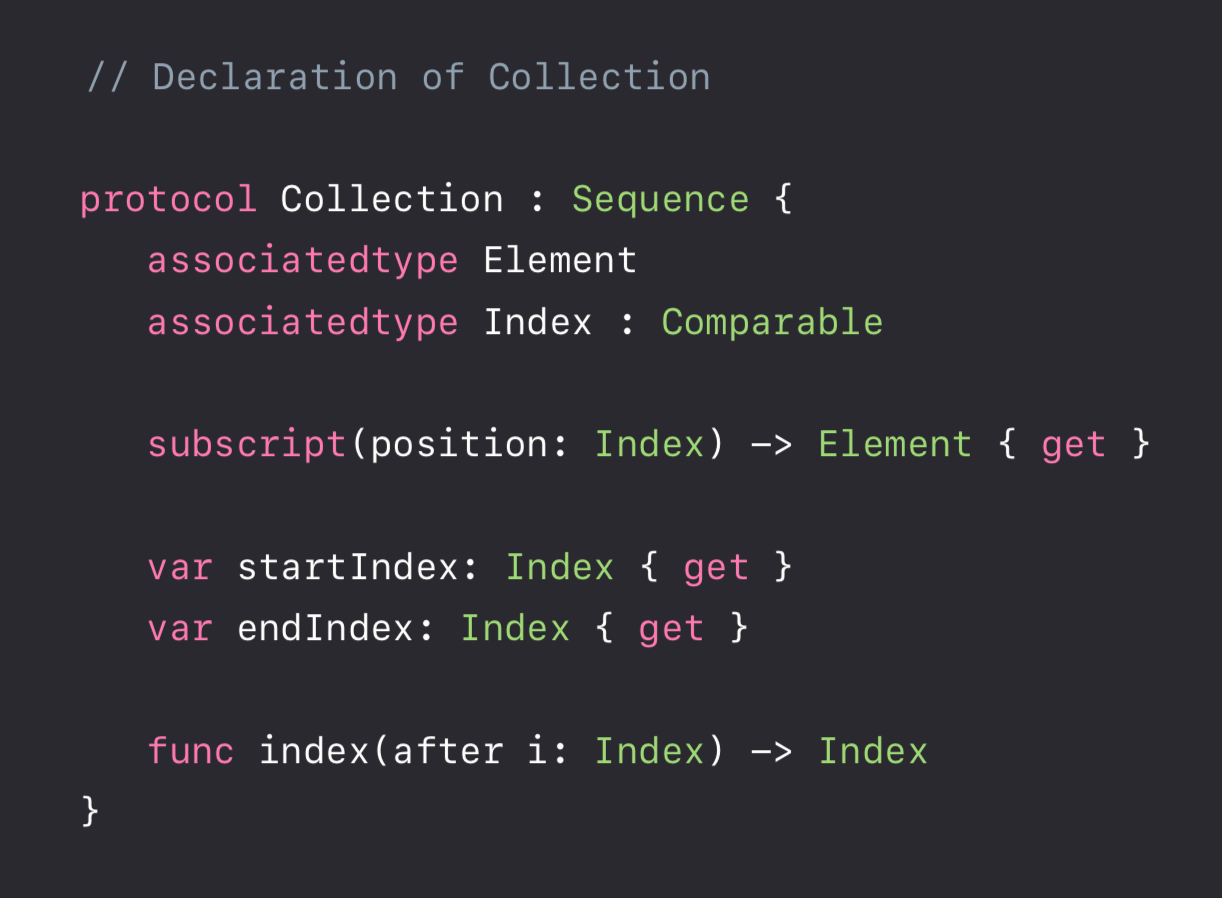 // Declaration of Collection
protocol Collection : Sequence {
associatedtype Element
associatedtype Index : Comparable
subscript(position: Index) -> Element { get }
var startIndex: Index { get }
var endIndex: Index { get }
func index(after i: Index) -> Index
}